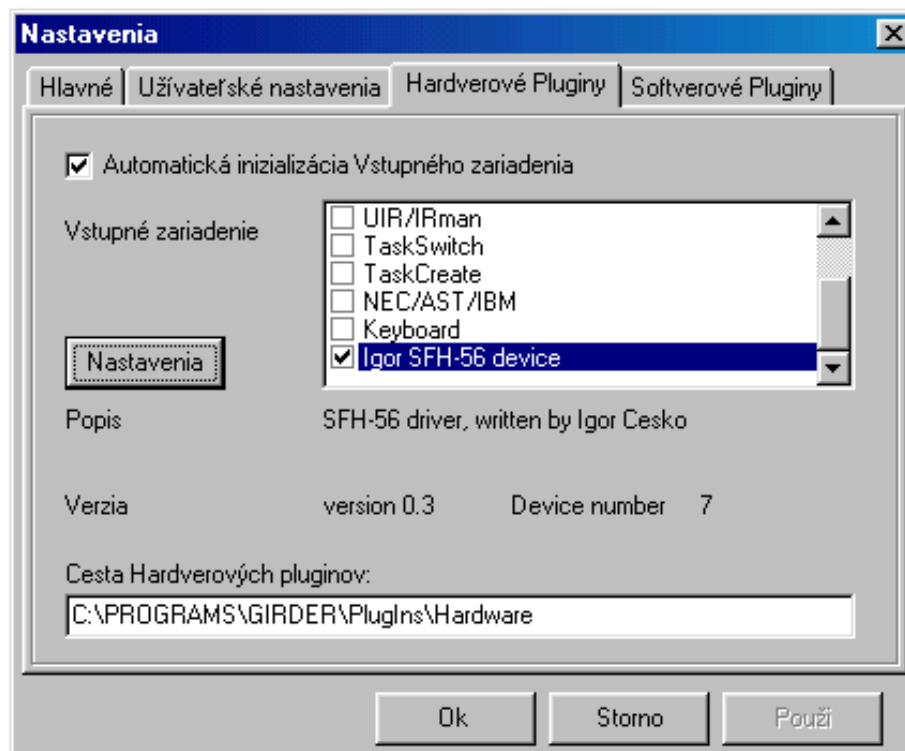 Nastavenia
Hlavné Užívateľské nastavenia Hardverové Pluginy Softverové Pluginy
Automatická inizializácia Vstupného zariadenia
Vstupné zariadenie
UIR/IRman
TaskSwitch
TaskCreate
NEC/AST/IBM
Keyboard
Igor SFH-56 device
Nastavenia
Popis SFH-56 driver, written by Igor Cesko
Verzia version 0.3 Device number 7
Cesta Hardverových pluginov:
C:\PROGRAMS\GIRDER\PlugIns\Hardware
Ok Storno Použi